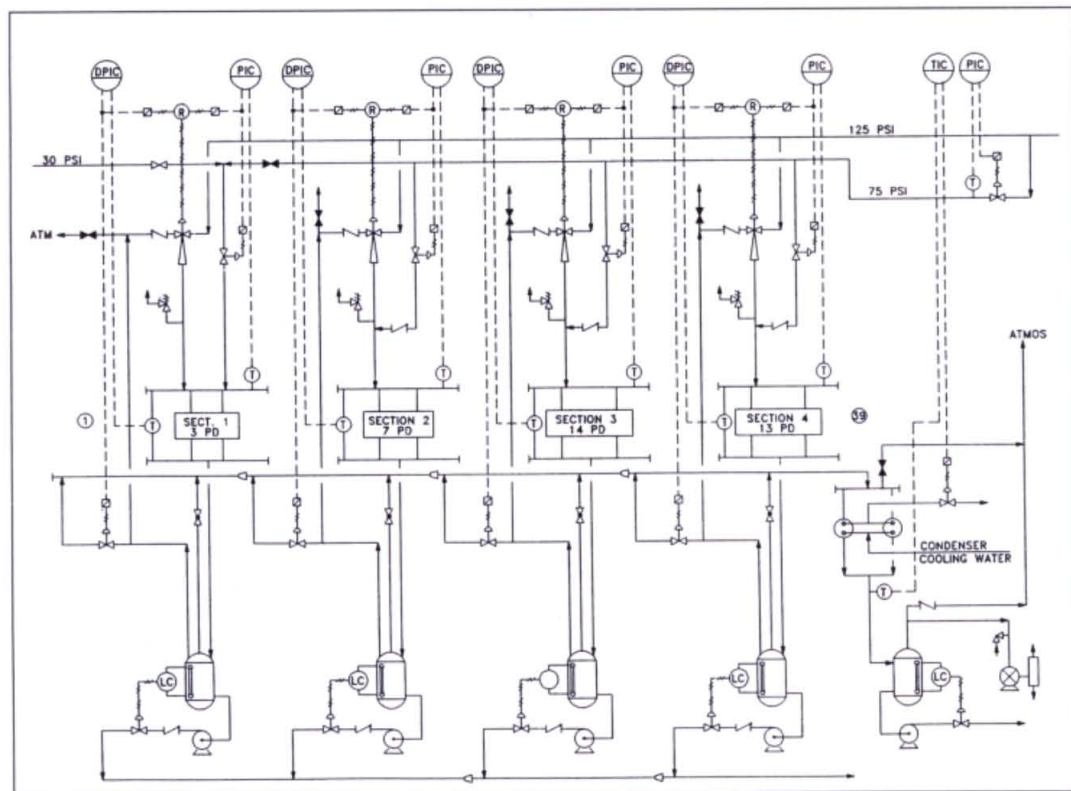 DPIC PIC DPIC PIC DPIC PIC DPIC PIC TIC PIC
R R R R
125 PSI
30 PSI
75 PSI
T
ATM
ATMOS
T T T T
1 T SECT. 1 T SECTION 2 T SECTION 3 T SECTION 4 39
3 PD 7 PD 14 PD 13 PD
CONDENSER
COOLING WATER
T
LC LC LC LC